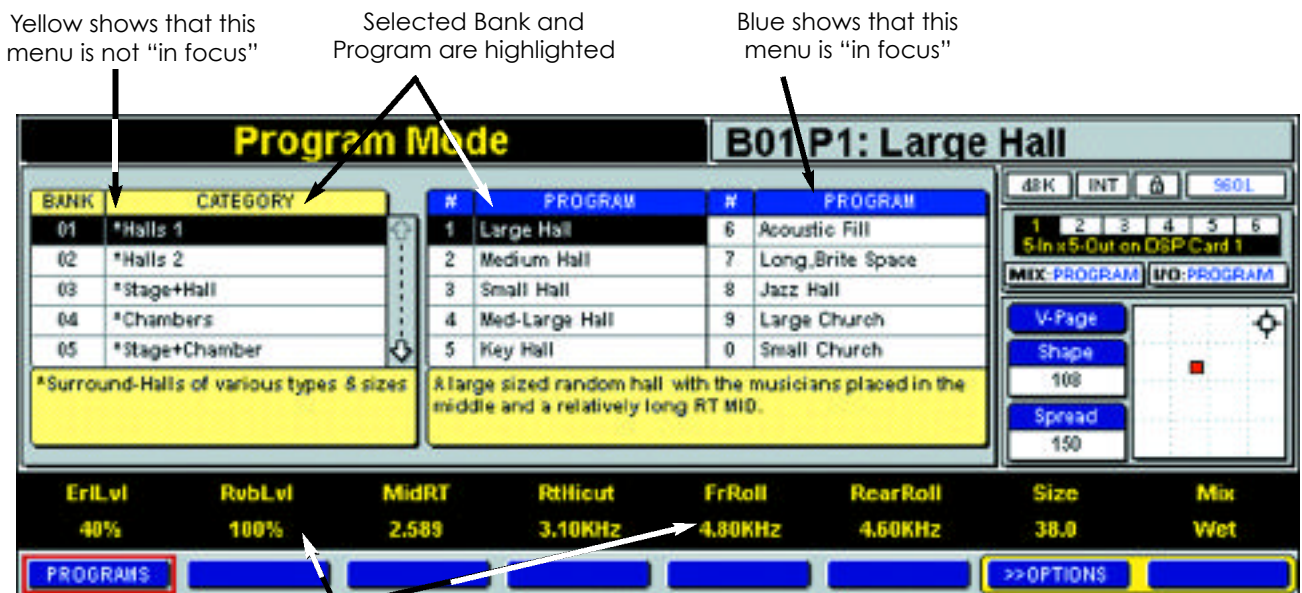 Yellow shows that this
menu is not “in focus”
Selected Bank and
Program are highlighted
Blue shows that this
menu is “in focus”
Program Mode
B01 P1: Large Hall
BANK CATEGORY
01 *Halls 1
02 *Halls 2
03 *Stage+Hall
04 *Chambers
05 *Stage+Chamber
*Surround-Halls of various types & sizes
# PROGRAM # PROGRAM
1 Large Hall 6 Acoustic Fill
2 Medium Hall 7 Long,Brite Space
3 Small Hall 8 Jazz Hall
4 Med-Large Hall 9 Large Church
5 Key Hall 0 Small Church
A large sized random hall with the musicians placed in the
middle and a relatively long RT MID.
48K INT 960L
1 2 3 4 5 6
5-In x 5-Out on DSP Card 1
MIX:PROGRAM I/O:PROGRAM
V-Page
Shape
108
Spread
150
ErlLvl RvbLvl MidRT RtHicut FrRoll RearRoll Size Mix
40% 100% 2.589 3.10KHz 4.80KHz 4.60KHz 38.0 Wet
PROGRAMS >>OPTIONS